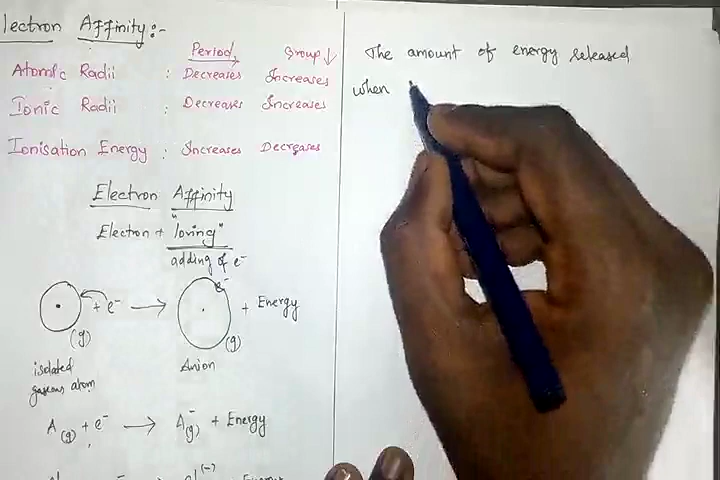 lectron Affinity:-
Period → Group ↓
Atomic Radii : Decreases Increases
Ionic Radii : Decreases Increases
Ionisation Energy : Increases Decreases
Electron Affinity
Electron + "loving"
adding of e⁻
+ e⁻ → e⁻ + Energy
(g) (g)
isolated gaseous atom
Anion
A(g) + e⁻ → A⁻(g) + Energy
The amount of energy released
when